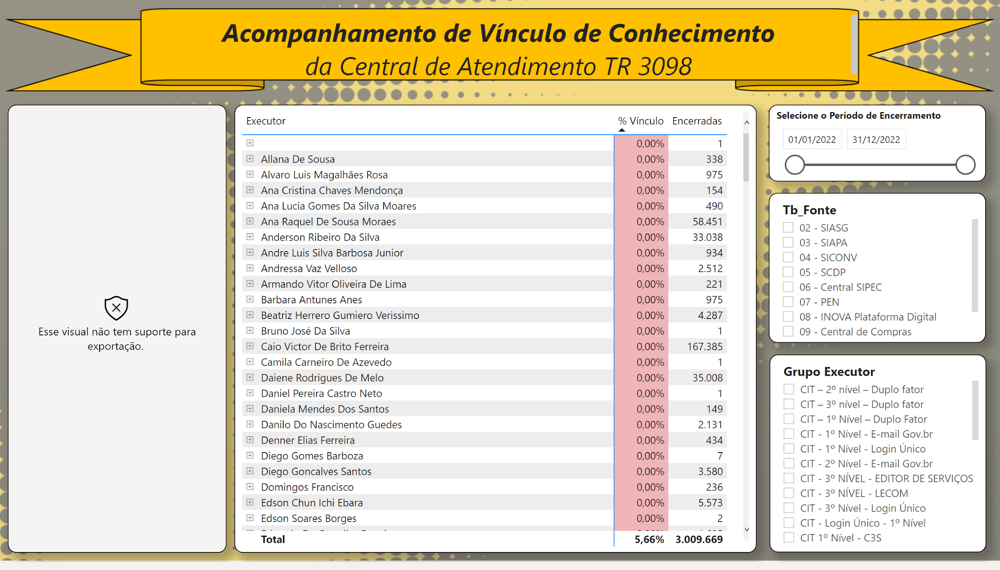 Acompanhamento de Vínculo de Conhecimento
da Central de Atendimento TR 3098
Esse visual não tem suporte para
exportação.
Executor % Vínculo Encerradas
0,00% 1
Allana De Sousa 0,00% 338
Alvaro Luis Magalhães Rosa 0,00% 975
Ana Cristina Chaves Mendonça 0,00% 154
Ana Lucia Gomes Da Silva Moares 0,00% 490
Ana Raquel De Sousa Moraes 0,00% 58.451
Anderson Ribeiro Da Silva 0,00% 33.038
Andre Luis Silva Barbosa Junior 0,00% 934
Andressa Vaz Velloso 0,00% 2.512
Armando Vitor Oliveira De Lima 0,00% 221
Barbara Antunes Anes 0,00% 975
Beatriz Herrero Gumiero Verissimo 0,00% 4.287
Bruno José Da Silva 0,00% 1
Caio Victor De Brito Ferreira 0,00% 167.385
Camila Carneiro De Azevedo 0,00% 1
Daiene Rodrigues De Melo 0,00% 35.008
Daniel Pereira Castro Neto 0,00% 1
Daniela Mendes Dos Santos 0,00% 149
Danilo Do Nascimento Guedes 0,00% 2.131
Denner Elias Ferreira 0,00% 434
Diego Gomes Barboza 0,00% 7
Diego Goncalves Santos 0,00% 3.580
Domingos Francisco 0,00% 236
Edson Chun Ichi Ebara 0,00% 5.573
Edson Soares Borges 0,00% 2
Total 5,66% 3.009.669
Selecione o Período de Encerramento
01/01/2022 31/12/2022
Tb_Fonte
02 - SIASG
03 - SIAPA
04 - SICONV
05 - SCDP
06 - Central SIPEC
07 - PEN
08 - INOVA Plataforma Digital
09 - Central de Compras
Grupo Executor
CIT – 2º nível – Duplo fator
CIT – 3º nível – Duplo fator
CIT – 1º Nível – Duplo Fator
CIT - 1º Nível - E-mail Gov.br
CIT - 1º Nível - Login Único
CIT - 2º Nível - E-mail Gov.br
CIT - 3º NÍVEL - EDITOR DE SERVIÇOS
CIT - 3º NÍVEL - LECOM
CIT - 3º Nível - Login Único
CIT - Login Único - 1º Nível
CIT 1º Nível - C3S